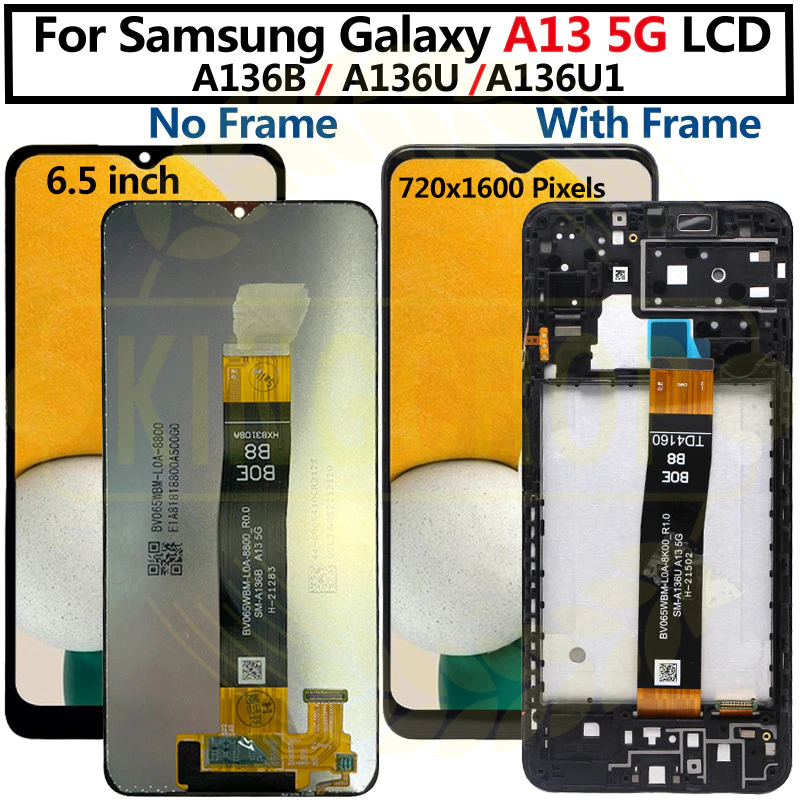 For Samsung Galaxy A13 5G LCD
A136B / A136U /A136U1
No Frame
With Frame
6.5 inch
720x1600 Pixels
BV065WBM-L0A-8800
E1A81818800A500G0
HX83108A
B8
BOE
BV065WBM-L0A-8800_R0.0
SM-A136B A13 5G
H-21283
TD4160
B8
BOE
BV065WBM-L0A-8K00_R1.0
SM-A136U A13 5G
H-21502